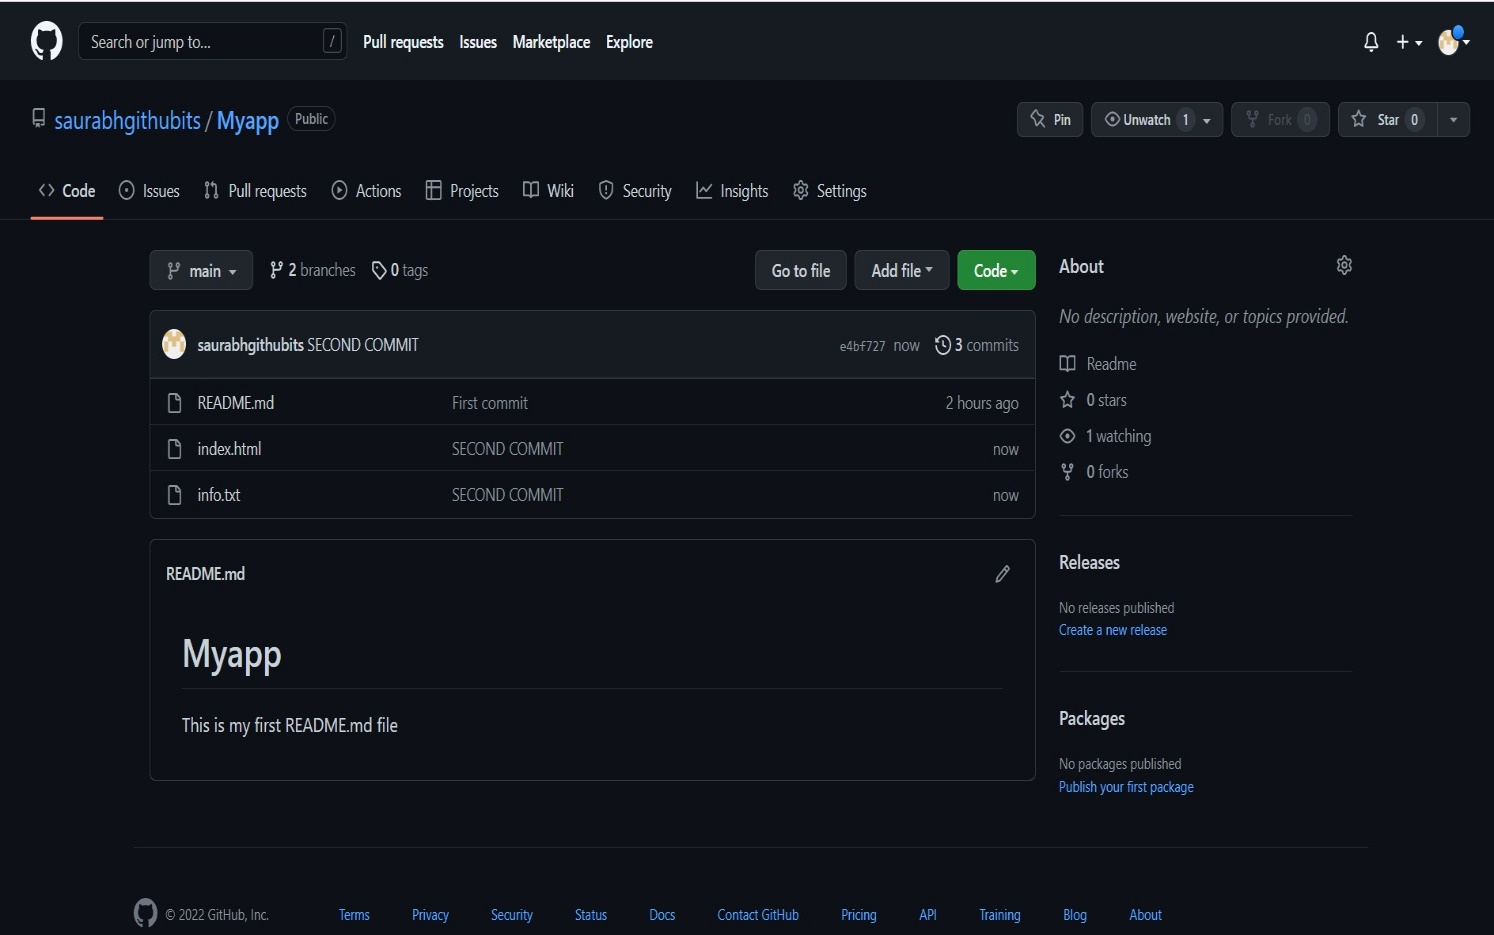 Search or jump to... / Pull requests Issues Marketplace Explore
saurabhgithubits / Myapp Public Pin Unwatch 1 Fork 0 Star 0
Code Issues Pull requests Actions Projects Wiki Security Insights Settings
main 2 branches 0 tags Go to file Add file Code
saurabhgithubits SECOND COMMIT e4bf727 now 3 commits
README.md First commit 2 hours ago
index.html SECOND COMMIT now
info.txt SECOND COMMIT now
README.md
Myapp
This is my first README.md file
About
No description, website, or topics provided.
Readme
0 stars
1 watching
0 forks
Releases
No releases published
Create a new release
Packages
No packages published
Publish your first package
© 2022 GitHub, Inc. Terms Privacy Security Status Docs Contact GitHub Pricing API Training Blog About